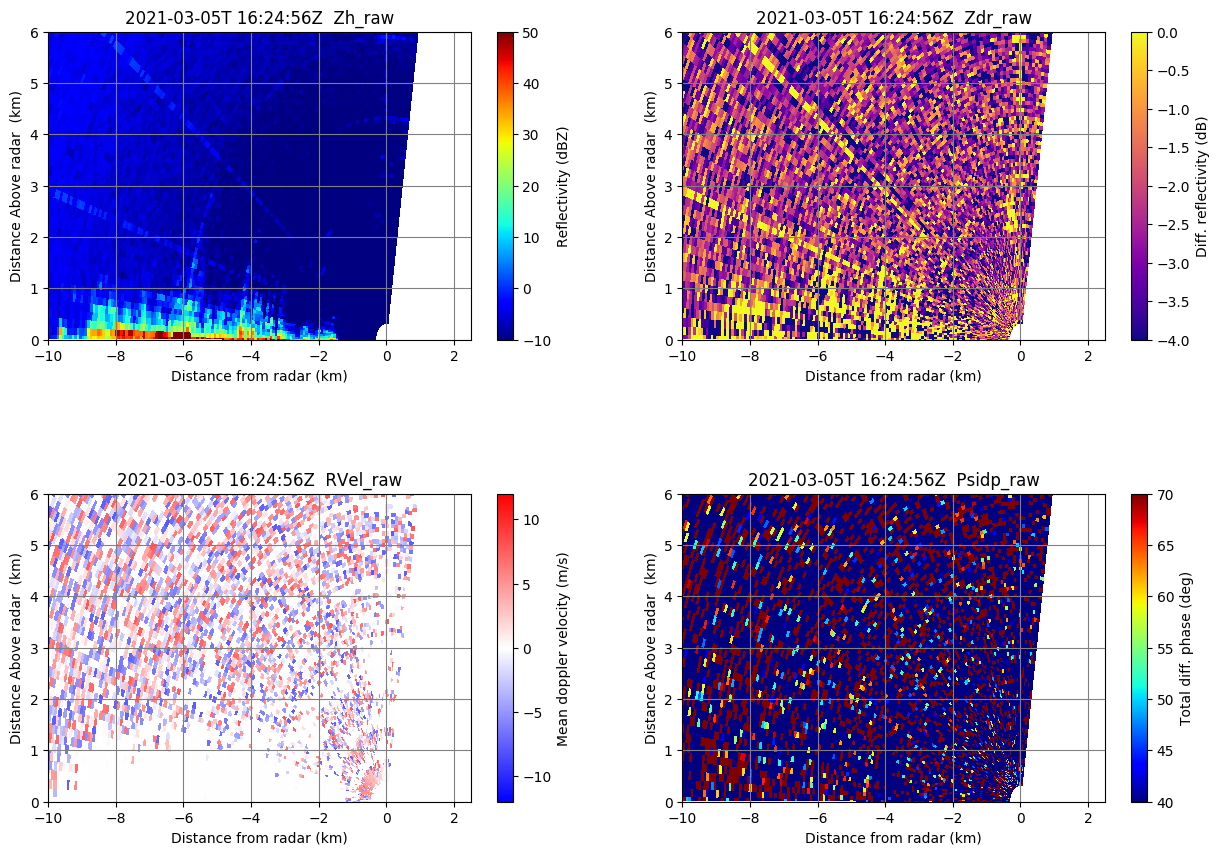 2021-03-05T 16:24:56Z  Zh_raw
6
5
4
3
2
1
0
Distance Above radar  (km)
−10 −8 −6 −4 −2 0 2
Distance from radar (km)
50
40
30
20
10
0
−10
Reflectivity (dBZ)
2021-03-05T 16:24:56Z  Zdr_raw
6
5
4
3
2
1
0
Distance Above radar  (km)
−10 −8 −6 −4 −2 0 2
Distance from radar (km)
0.0
−0.5
−1.0
−1.5
−2.0
−2.5
−3.0
−3.5
−4.0
Diff. reflectivity (dB)
2021-03-05T 16:24:56Z  RVel_raw
6
5
4
3
2
1
0
Distance Above radar  (km)
−10 −8 −6 −4 −2 0 2
Distance from radar (km)
10
5
0
−5
−10
Mean doppler velocity (m/s)
2021-03-05T 16:24:56Z  Psidp_raw
6
5
4
3
2
1
0
Distance Above radar  (km)
−10 −8 −6 −4 −2 0 2
Distance from radar (km)
70
65
60
55
50
45
40
Total diff. phase (deg)